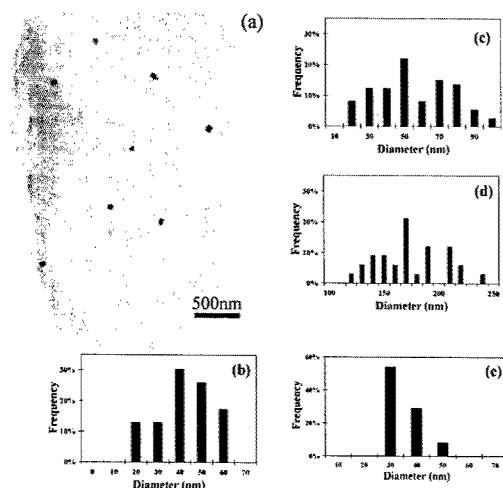 (a)
500nm
(c)
Frequency
30%
20%
10%
0%
10 30 50 70 90
Diameter (nm)
(d)
Frequency
30%
20%
10%
0%
100 150 200 250
Diameter (nm)
(b)
Frequency
30%
20%
10%
0%
0 10 20 30 40 50 60 70
Diameter (nm)
(e)
Frequency
60%
40%
20%
0%
10 20 30 40 50 60 70
Diameter (nm)